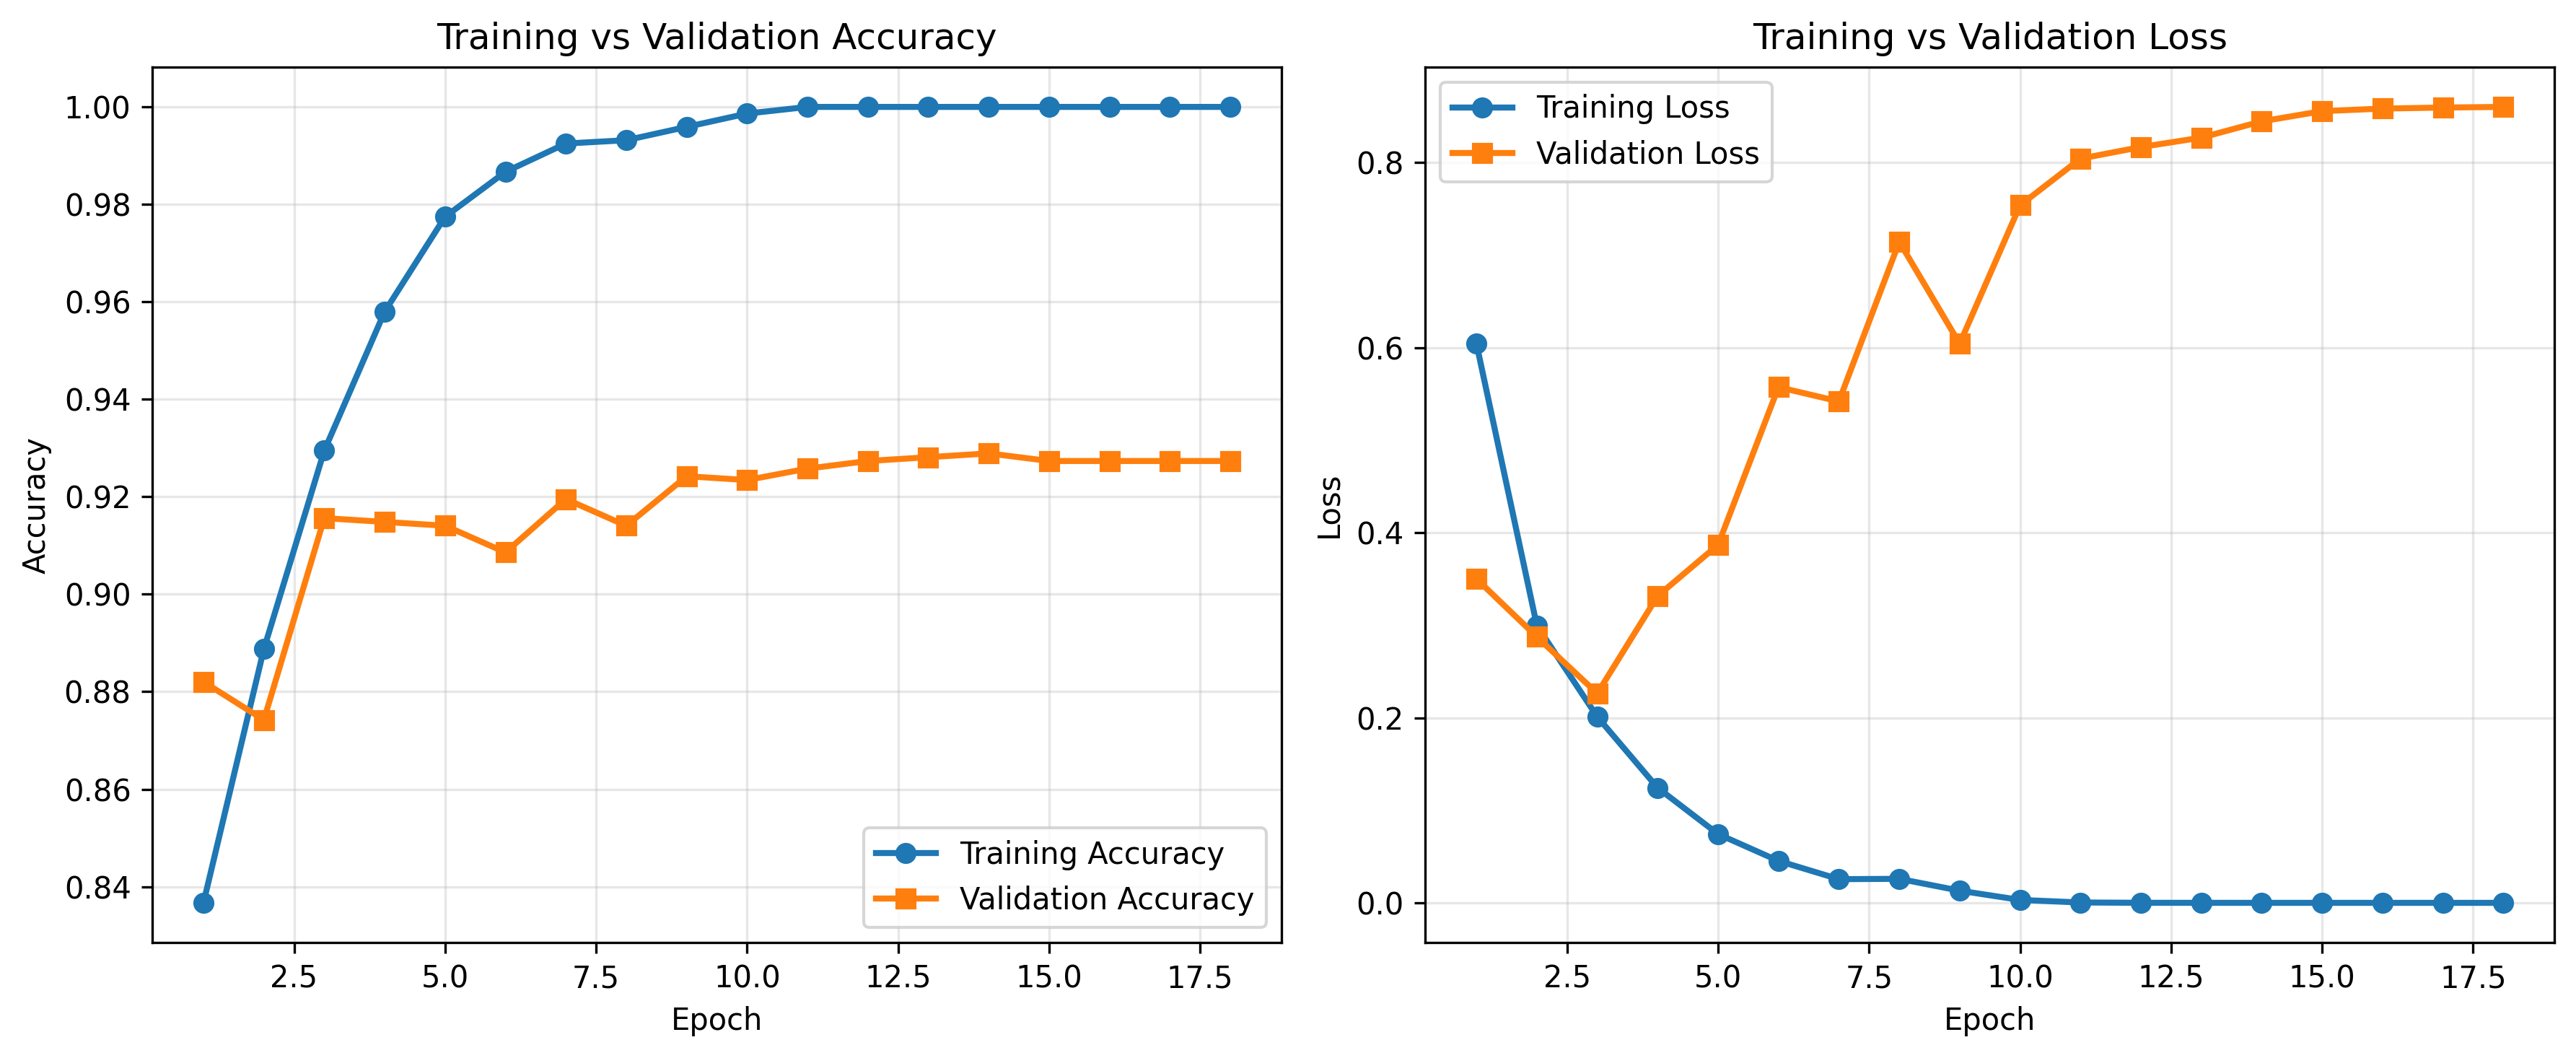 Training vs Validation Accuracy
1.00
0.98
0.96
0.94
0.92
0.90
0.88
0.86
0.84
Accuracy
Training Accuracy
Validation Accuracy
2.5 5.0 7.5 10.0 12.5 15.0 17.5
Epoch
Training vs Validation Loss
Training Loss
Validation Loss
0.8
0.6
0.4
0.2
0.0
Loss
2.5 5.0 7.5 10.0 12.5 15.0 17.5
Epoch